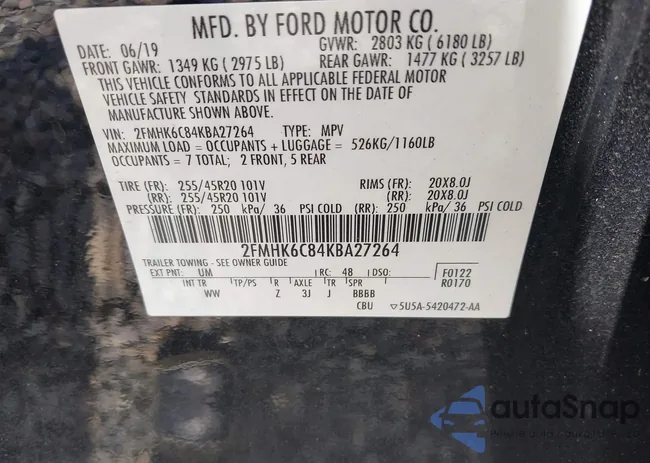 MFD. BY FORD MOTOR CO.
DATE: 06/19 GVWR: 2803 KG (6180 LB)
FRONT GAWR: 1349 KG (2975 LB) REAR GAWR: 1477 KG (3257 LB)
THIS VEHICLE CONFORMS TO ALL APPLICABLE FEDERAL MOTOR
VEHICLE SAFETY STANDARDS IN EFFECT ON THE DATE OF
MANUFACTURE SHOWN ABOVE.
VIN: 2FMHK6C84KBA27264 TYPE: MPV
MAXIMUM LOAD = OCCUPANTS + LUGGAGE = 526KG/1160LB
OCCUPANTS = 7 TOTAL; 2 FRONT, 5 REAR
TIRE (FR): 255/45R20 101V RIMS (FR): 20X8.0J
(RR): 255/45R20 101V (RR): 20X8.0J
PRESSURE (FR): 250 kPa/ 36 PSI COLD (RR): 250 kPa/ 36 PSI COLD
2FMHK6C84KBA27264
TRAILER TOWING - SEE OWNER GUIDE
EXT PNT: UM RC: 48 DSO: F0122
INT TR TP/PS R AXLE TR SPR R0170
WW Z 3J J BBBB
CBU 5U5A-5420472-AA
autoSnap